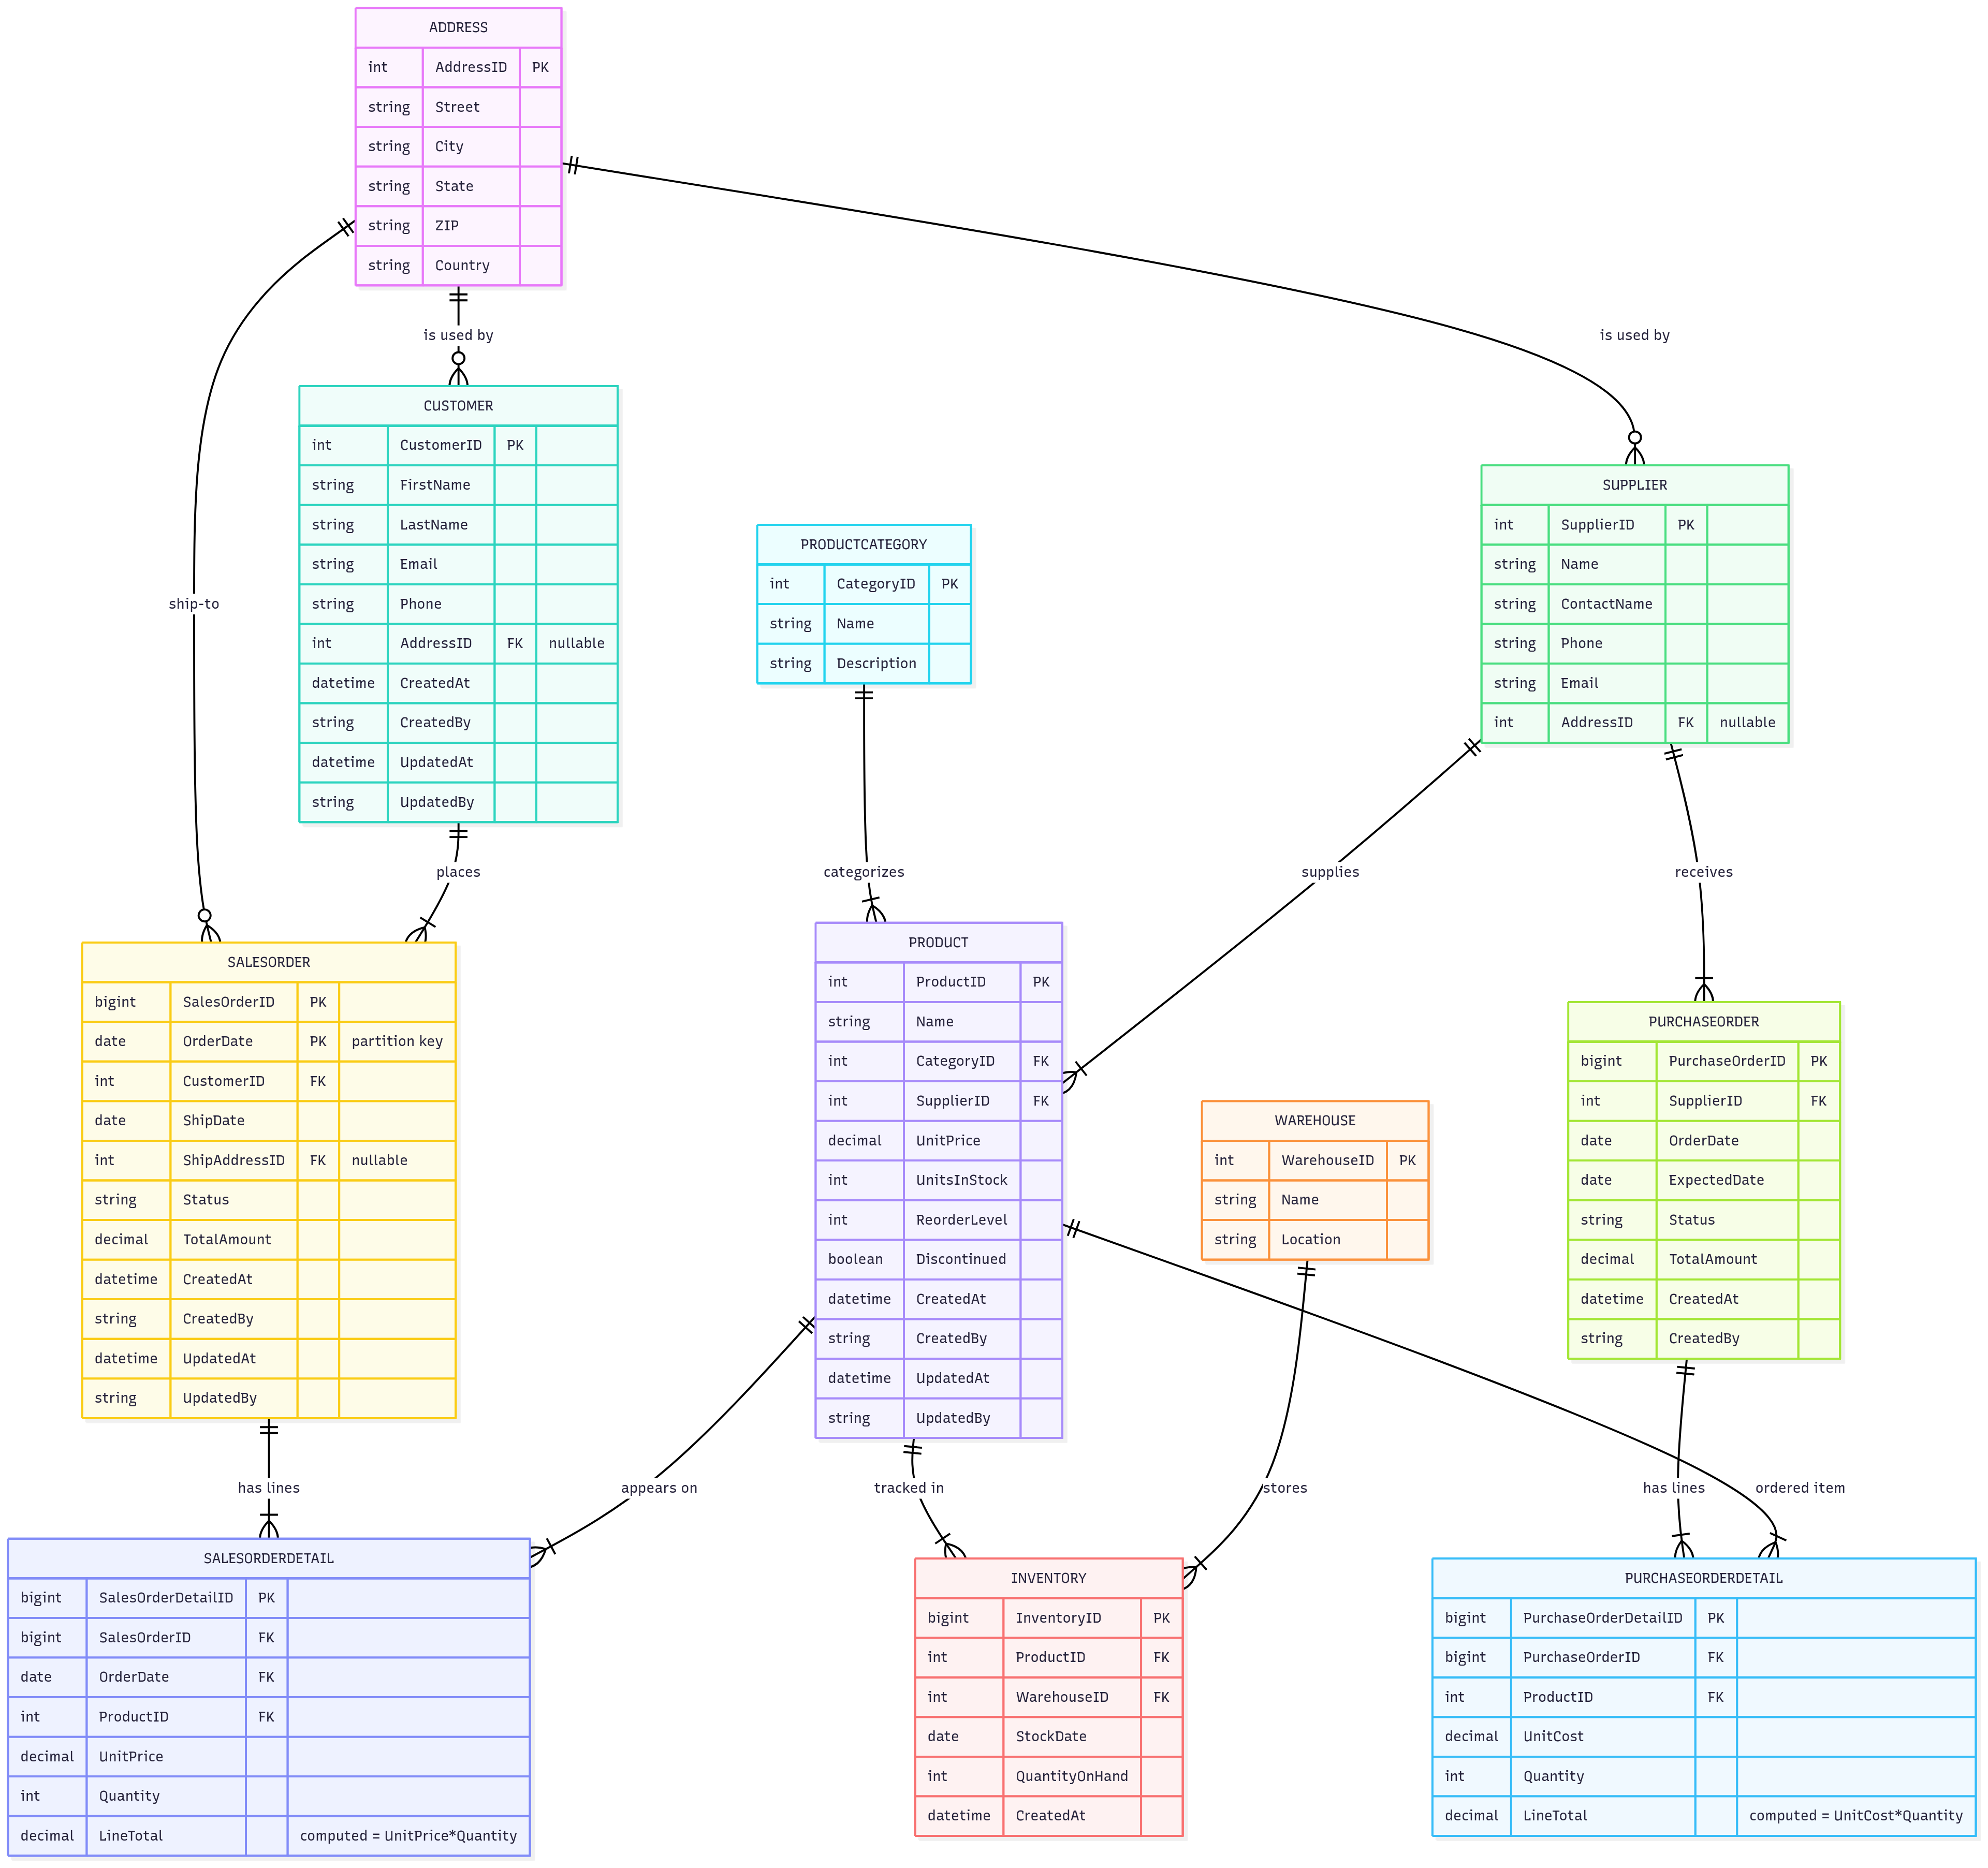 ADDRESS
int AddressID PK
string Street
string City
string State
string ZIP
string Country
is used by
is used by
CUSTOMER
int CustomerID PK
string FirstName
string LastName
string Email
string Phone
int AddressID FK nullable
datetime CreatedAt
string CreatedBy
datetime UpdatedAt
string UpdatedBy
SUPPLIER
int SupplierID PK
string Name
string ContactName
string Phone
string Email
int AddressID FK nullable
PRODUCTCATEGORY
int CategoryID PK
string Name
string Description
ship-to
places
categorizes
supplies
receives
SALESORDER
bigint SalesOrderID PK
date OrderDate PK partition key
int CustomerID FK
date ShipDate
int ShipAddressID FK nullable
string Status
decimal TotalAmount
datetime CreatedAt
string CreatedBy
datetime UpdatedAt
string UpdatedBy
PRODUCT
int ProductID PK
string Name
int CategoryID FK
int SupplierID FK
decimal UnitPrice
int UnitsInStock
int ReorderLevel
boolean Discontinued
datetime CreatedAt
string CreatedBy
datetime UpdatedAt
string UpdatedBy
WAREHOUSE
int WarehouseID PK
string Name
string Location
PURCHASEORDER
bigint PurchaseOrderID PK
int SupplierID FK
date OrderDate
date ExpectedDate
string Status
decimal TotalAmount
datetime CreatedAt
string CreatedBy
has lines
appears on
tracked in
stores
has lines
ordered item
SALESORDERDETAIL
bigint SalesOrderDetailID PK
bigint SalesOrderID FK
date OrderDate FK
int ProductID FK
decimal UnitPrice
int Quantity
decimal LineTotal computed = UnitPrice*Quantity
INVENTORY
bigint InventoryID PK
int ProductID FK
int WarehouseID FK
date StockDate
int QuantityOnHand
datetime CreatedAt
PURCHASEORDERDETAIL
bigint PurchaseOrderDetailID PK
bigint PurchaseOrderID FK
int ProductID FK
decimal UnitCost
int Quantity
decimal LineTotal computed = UnitCost*Quantity